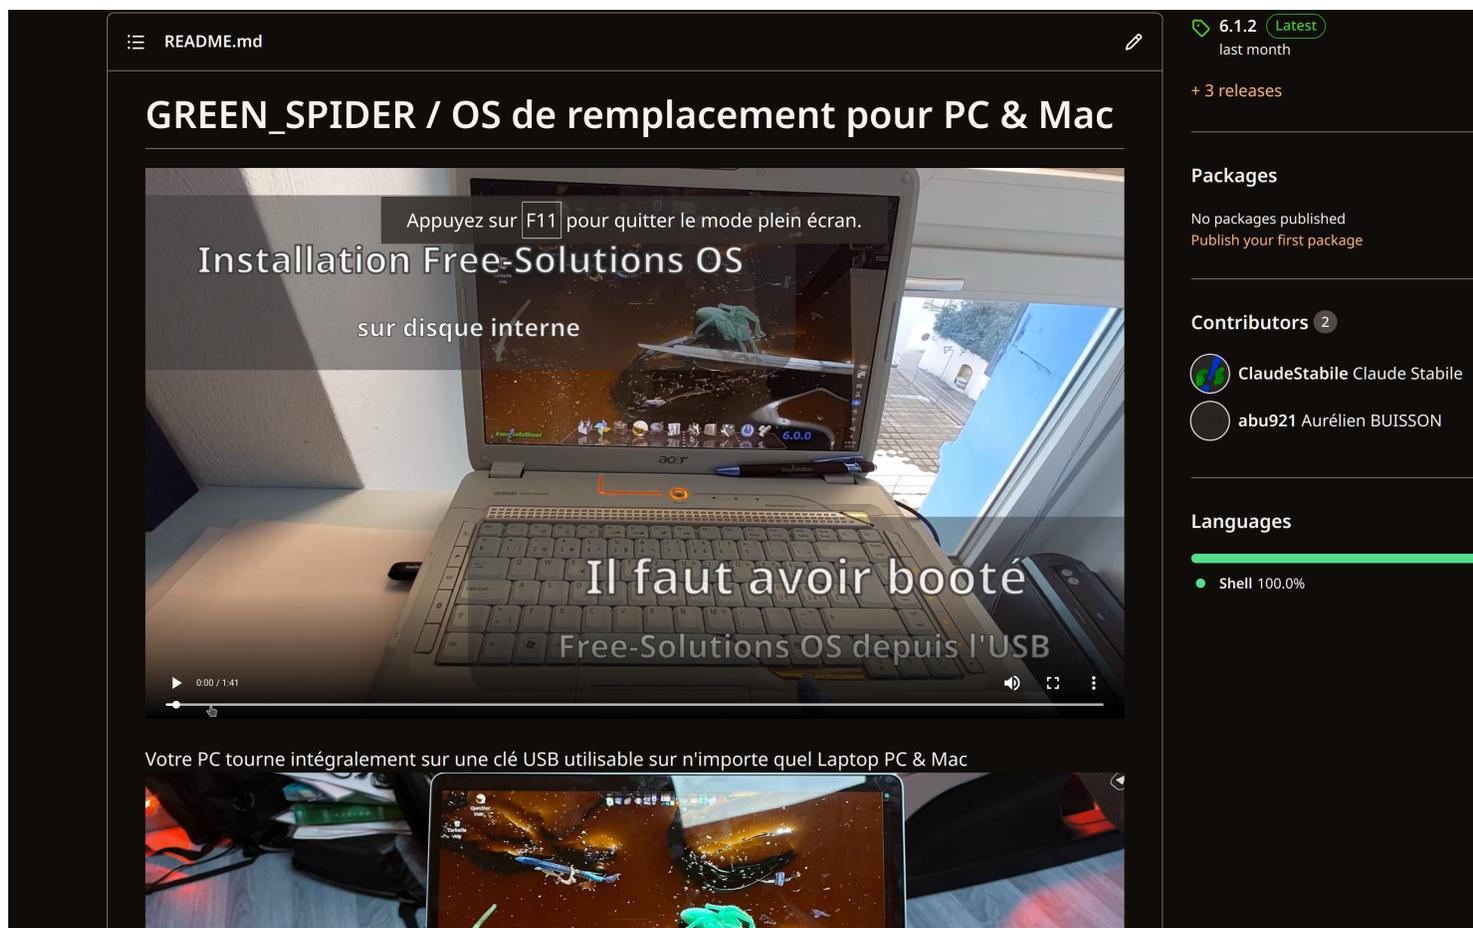 README.md
GREEN_SPIDER / OS de remplacement pour PC & Mac
Appuyez sur F11 pour quitter le mode plein écran.
Installation Free-Solutions OS
sur disque interne
6.0.0
acer
Il faut avoir booté
Free-Solutions OS depuis l'USB
0:00 / 1:41
Votre PC tourne intégralement sur une clé USB utilisable sur n'importe quel Laptop PC & Mac
6.1.2 Latest
last month
+ 3 releases
Packages
No packages published
Publish your first package
Contributors 2
ClaudeStabile Claude Stabile
abu921 Aurélien BUISSON
Languages
Shell 100.0%